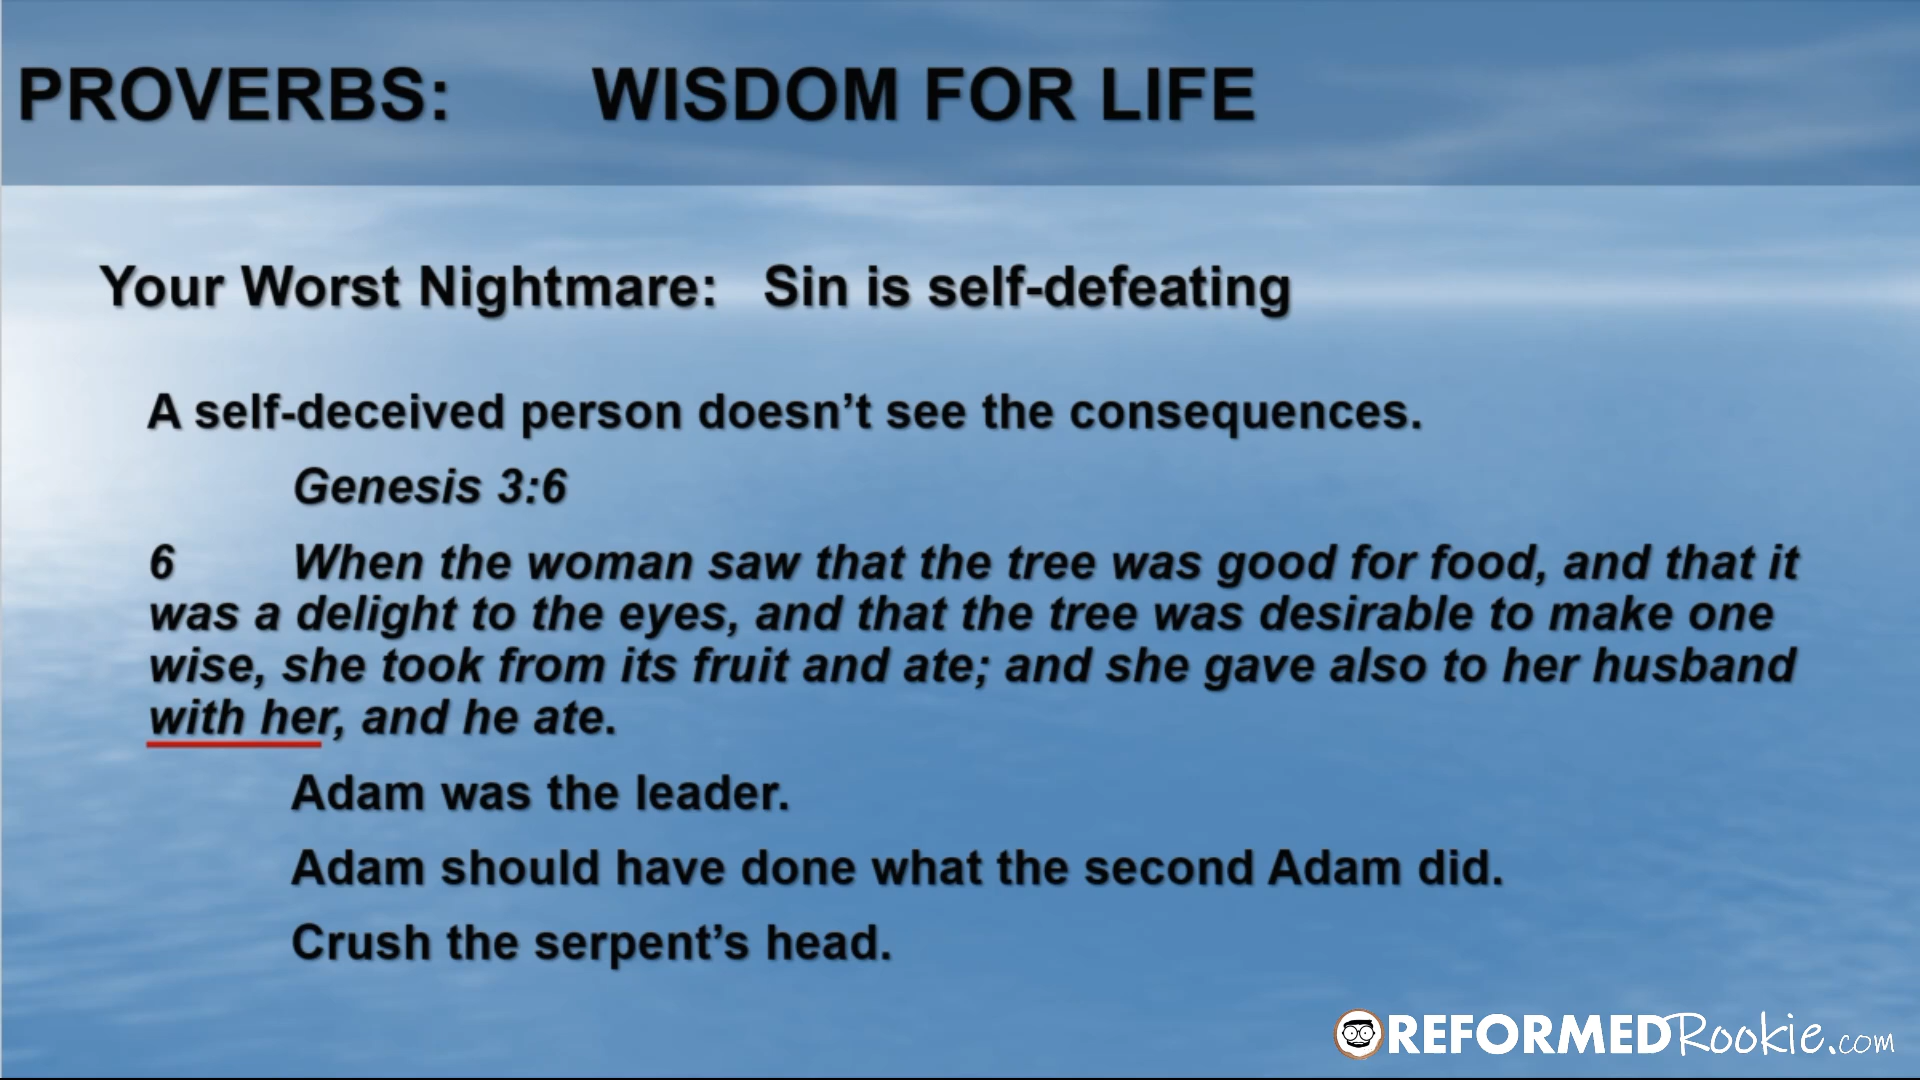 PROVERBS: WISDOM FOR LIFE
Your Worst Nightmare: Sin is self-defeating
A self-deceived person doesn’t see the consequences.
Genesis 3:6
6 When the woman saw that the tree was good for food, and that it
was a delight to the eyes, and that the tree was desirable to make one
wise, she took from its fruit and ate; and she gave also to her husband
with her, and he ate.
Adam was the leader.
Adam should have done what the second Adam did.
Crush the serpent’s head.
REFORMEDRookie.com